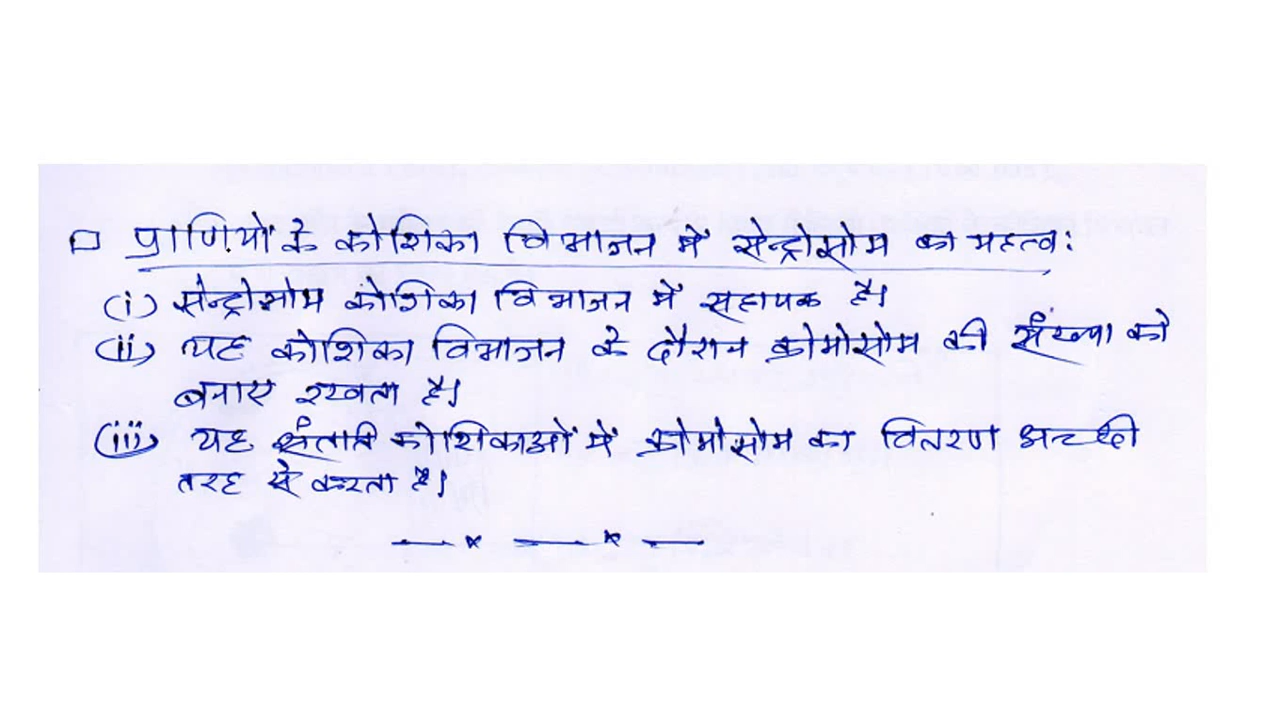 □ प्राणियों के कोशिका विभाजन में सेन्ट्रोसोम का महत्व:
(i) सेन्ट्रोसोम कोशिका विभाजन में सहायक है।
(ii) यह कोशिका विभाजन के दौरान क्रोमोसोम की संख्या को
बनाए रखता है।
(iii) यह संतति कोशिकाओं में क्रोमोसोम का वितरण अच्छी
तरह से करता है।
— x — x —